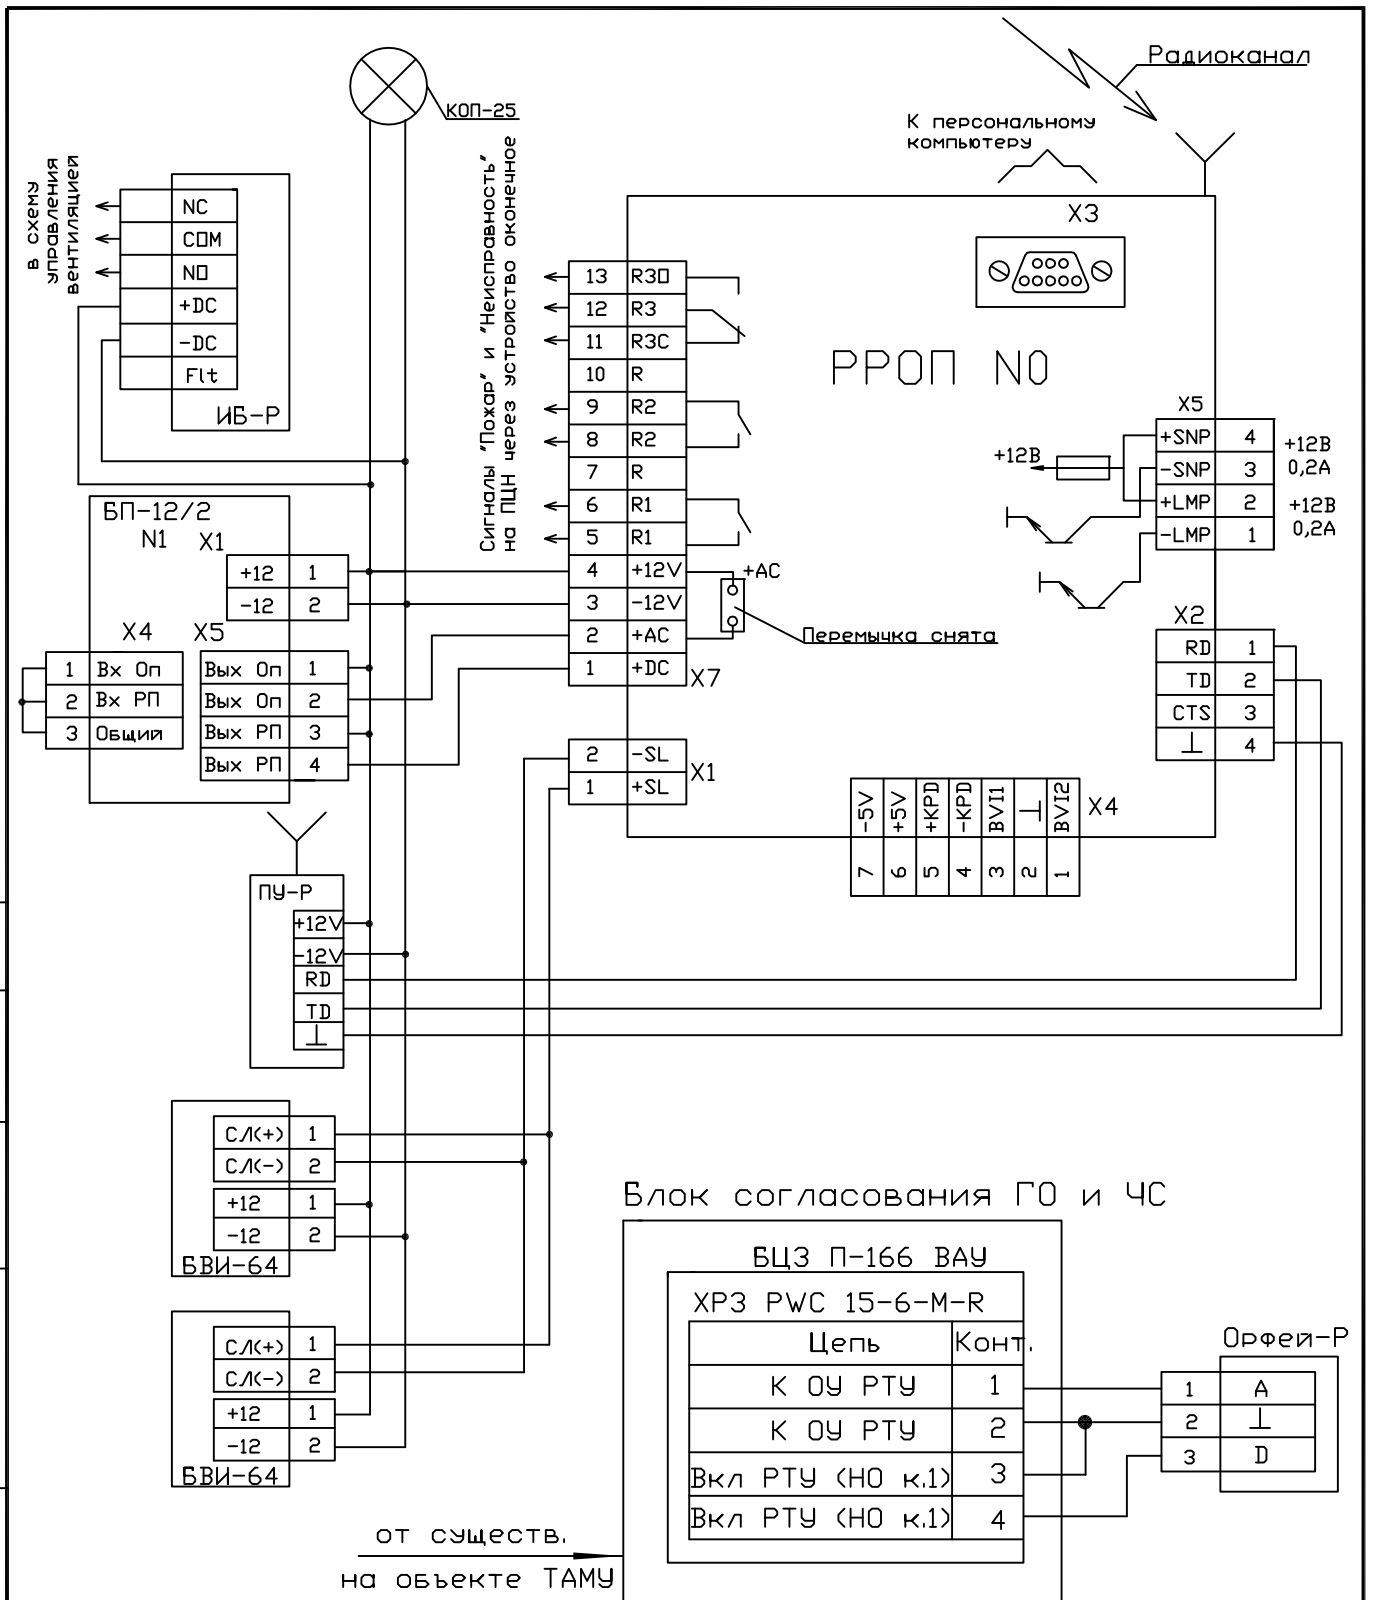 Радиоканал
КОП-25
К персональному
компьютеру
в схему
управления
вентиляцией
NC
COM
NO
+DC
-DC
Flt
ИБ-Р
Сигналы "Пожар" и "Неисправность"
на ПЦН через устройство оконечное
X3
РРОП N0
13 R3O
12 R3
11 R3C
10 R
9 R2
8 R2
7 R
6 R1
5 R1
4 +12V
3 -12V
2 +AC
1 +DC
X7
+AC
Перемычка снята
X5
+SNP 4
-SNP 3
+LMP 2
-LMP 1
+12В
0,2А
+12В
0,2А
+12В
X2
RD 1
TD 2
CTS 3
⊥ 4
2 -SL
1 +SL
X1
-5V
+5V
+KPD
-KPD
BVI1
⊥
BVI2
7 6 5 4 3 2 1
X4
БП-12/2
N1
X1
+12 1
-12 2
X4
1 Вх Оп
2 Вх РП
3 Общий
X5
Вых Оп 1
Вых Оп 2
Вых РП 3
Вых РП 4
ПУ-Р
+12V
-12V
RD
TD
⊥
СЛ(+) 1
СЛ(-) 2
+12 1
-12 2
БВИ-64
СЛ(+) 1
СЛ(-) 2
+12 1
-12 2
БВИ-64
Блок согласования ГО и ЧС
БЦЗ П-166 ВАУ
ХР3 PWC 15-6-M-R
Цепь Конт.
К ОУ РТУ 1
К ОУ РТУ 2
Вкл РТУ (НО к.1) 3
Вкл РТУ (НО к.1) 4
Орфей-Р
1 A
2 ⊥
3 D
от существ.
на объекте ТАМУ